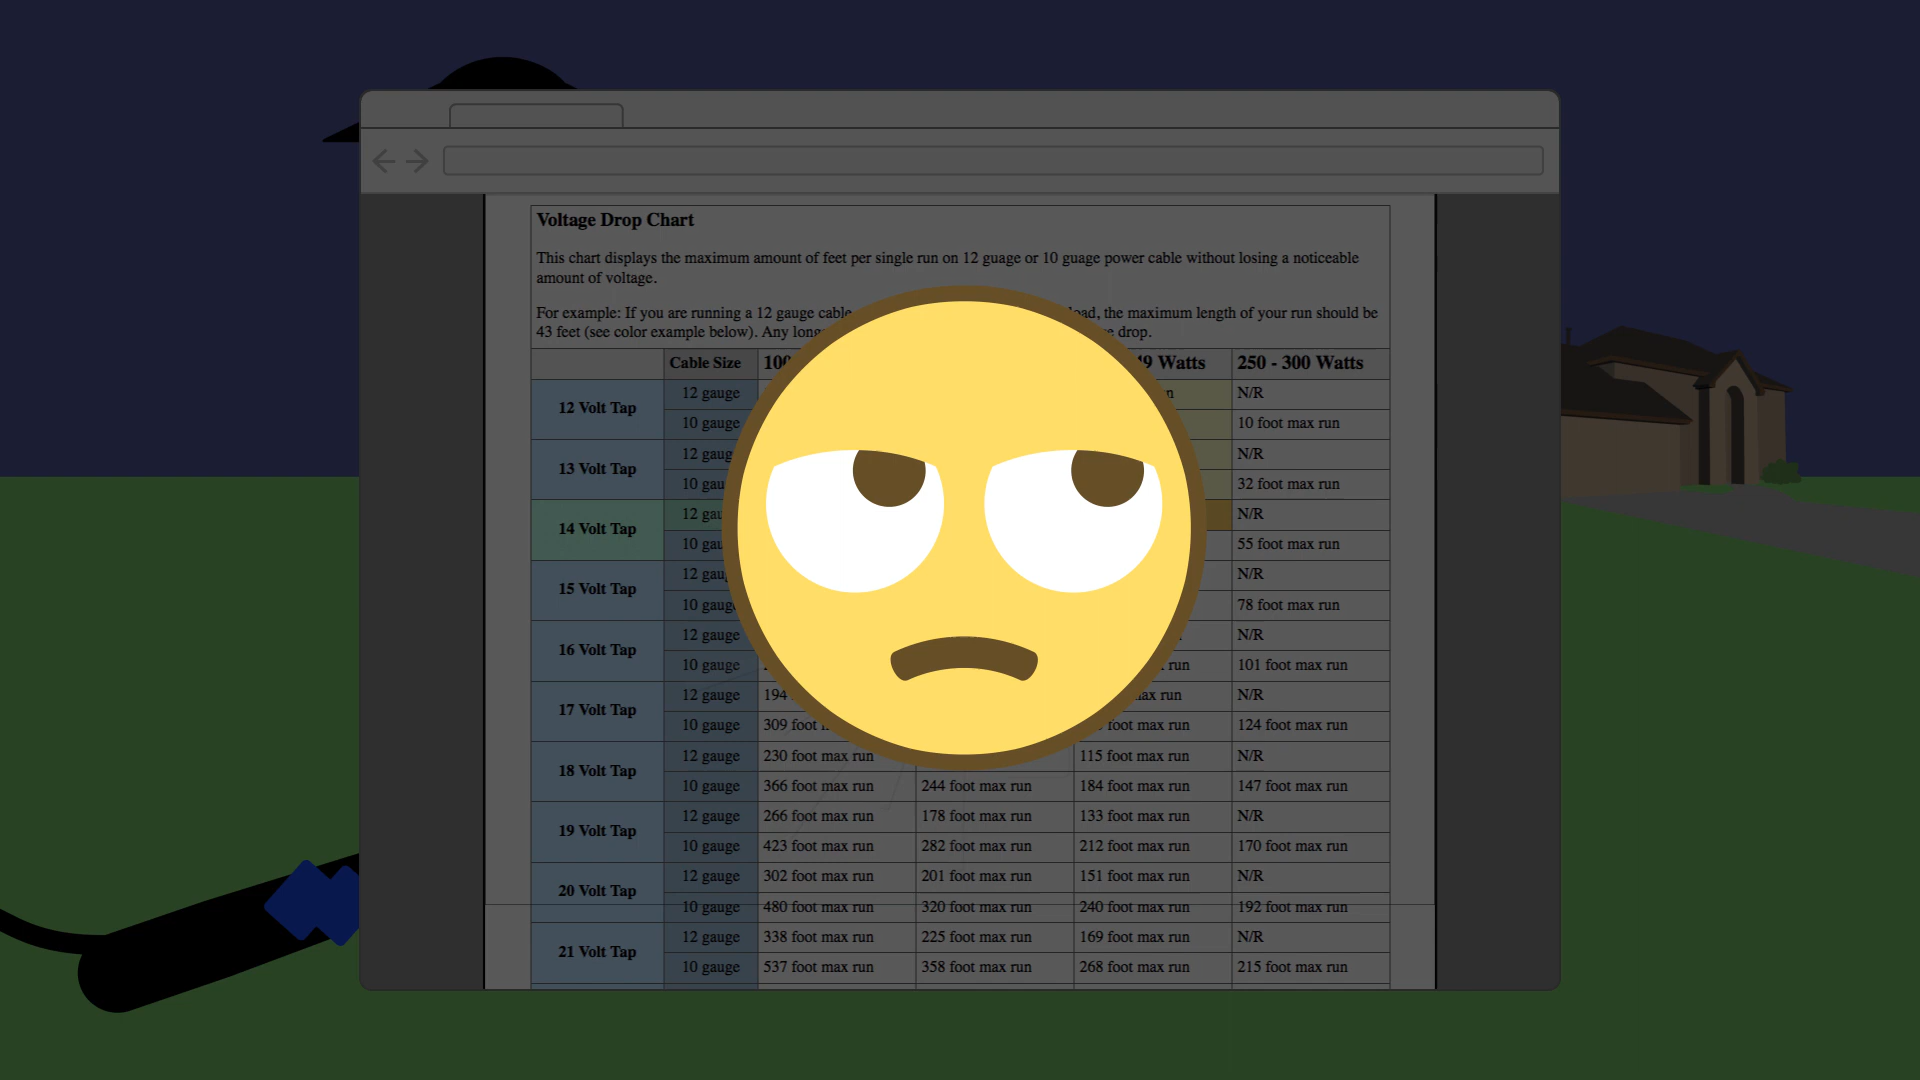 Voltage Drop Chart
This chart displays the maximum amount of feet per single run on 12 guage or 10 guage power cable without losing a noticeable
amount of voltage.
For example: If you are running a 12 gauge cable load, the maximum length of your run should be
43 feet (see color example below). Any drop.
Cable Size Watts 250 - 300 Watts
12 Volt Tap
12 gauge N/R
10 gauge 10 foot max run
13 Volt Tap
12 N/R
10 32 foot max run
14 Volt Tap
12 N/R
10 55 foot max run
15 Volt Tap
12 N/R
10 gauge 78 foot max run
16 Volt Tap
12 gauge N/R
10 gauge run 101 foot max run
17 Volt Tap
12 gauge 194 max run N/R
10 gauge 309 foot foot max run 124 foot max run
18 Volt Tap
12 gauge 230 foot max run 115 foot max run N/R
10 gauge 366 foot max run 244 foot max run 184 foot max run 147 foot max run
19 Volt Tap
12 gauge 266 foot max run 178 foot max run 133 foot max run N/R
10 gauge 423 foot max run 282 foot max run 212 foot max run 170 foot max run
20 Volt Tap
12 gauge 302 foot max run 201 foot max run 151 foot max run N/R
10 gauge 480 foot max run 320 foot max run 240 foot max run 192 foot max run
21 Volt Tap
12 gauge 338 foot max run 225 foot max run 169 foot max run N/R
10 gauge 537 foot max run 358 foot max run 268 foot max run 215 foot max run